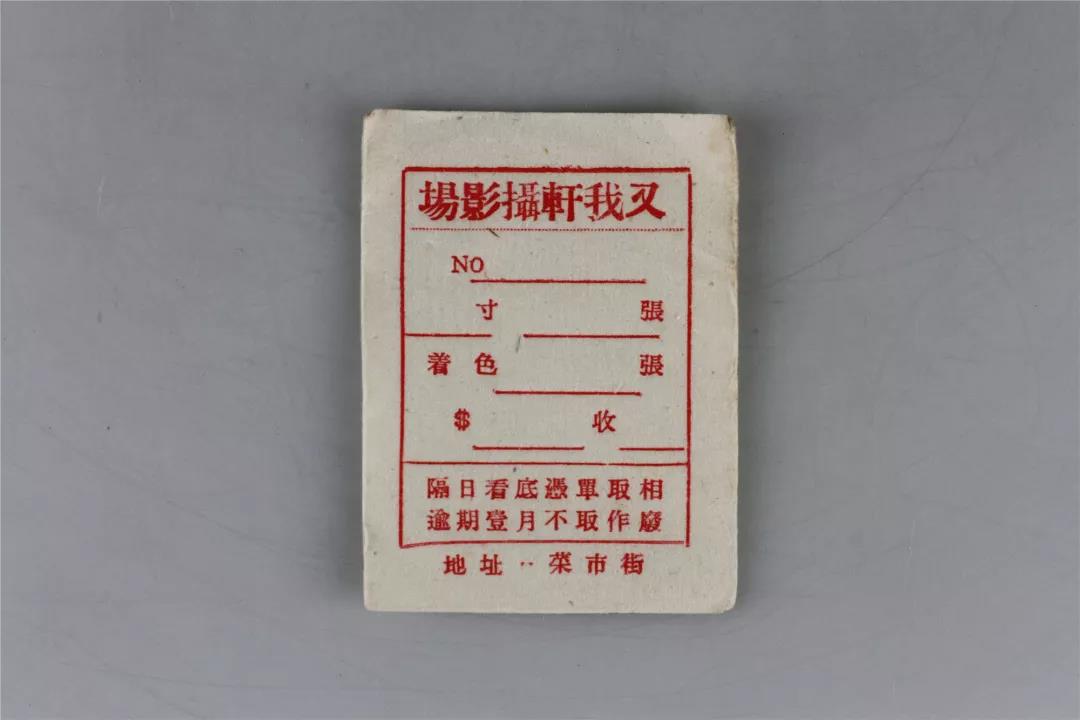 又我軒攝影場
NO
寸 張
着色 張
$ 收
隔日看底憑單取相
逾期壹月不取作廢
地址：菜市街